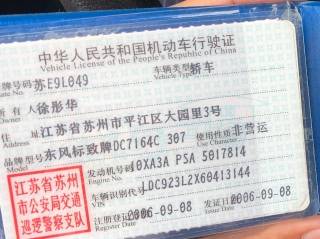 中华人民共和国机动车行驶证
Vehicle License of the People's Republic of China
牌号码 苏E9L049 车辆类型 轿车
Vehicle Type
所有人 徐彤华
住 址 江苏省苏州市平江区大园里3号
品牌型号 东风标致牌DC7164C 307 使用性质 非营运
发动机号码 10XA3A PSA 5017814
Engine No.
车辆识别代号 LDC923L2X60413144
VIN
注册登记日期 2006-09-08 发证日期 2006-09-08
江苏省苏州
市公安局交通
巡逻警察支队